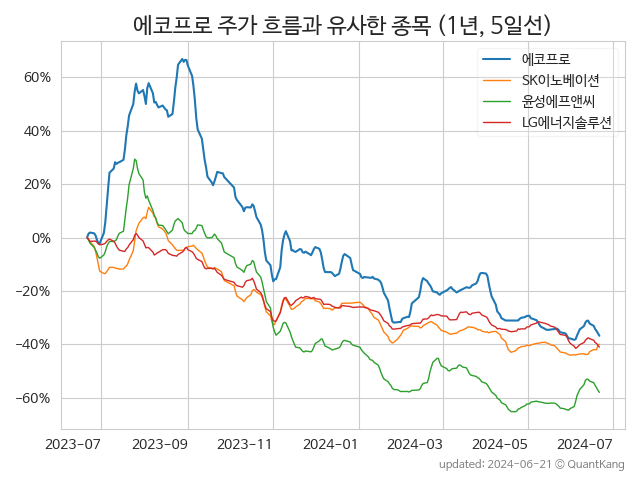 에코프로 주가 흐름과 유사한 종목 (1년, 5일선)
에코프로
SK이노베이션
윤성에프앤씨
LG에너지솔루션
60%
40%
20%
0%
−20%
−40%
−60%
2023-07 2023-09 2023-11 2024-01 2024-03 2024-05 2024-07
updated: 2024-06-21 © QuantKang